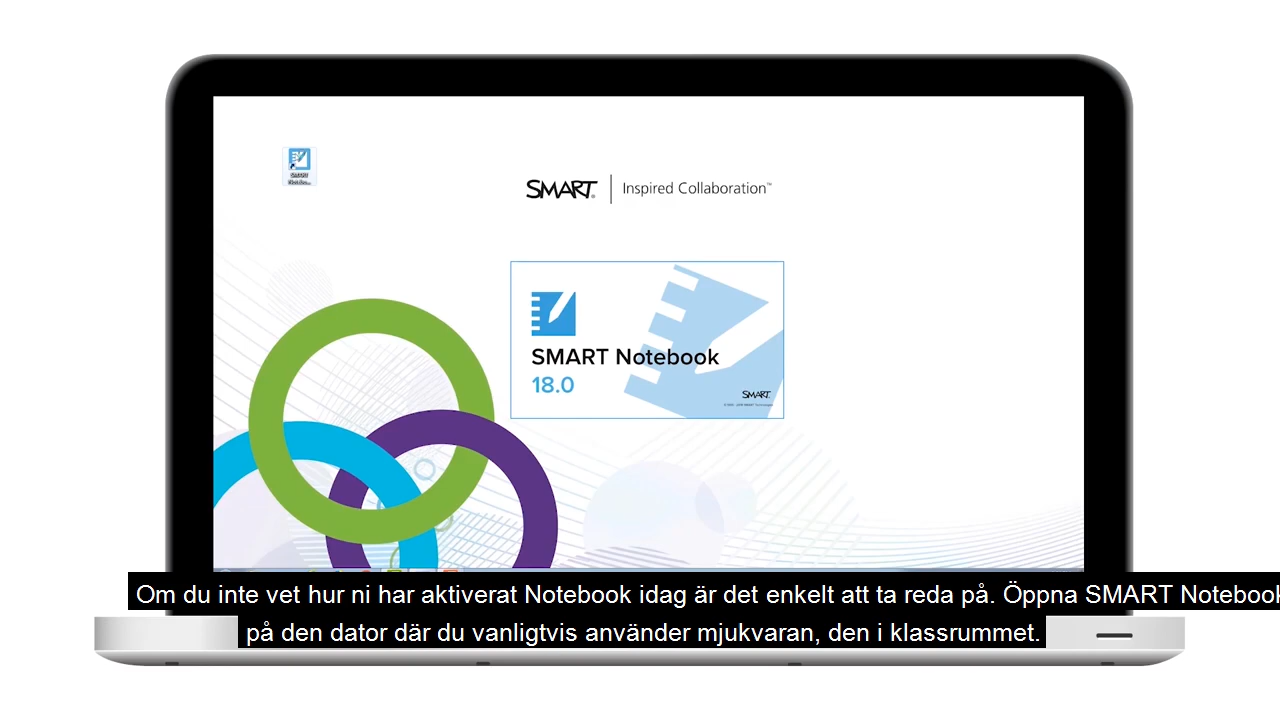 SMART
Noteboo...
SMART® | Inspired Collaboration™
SMART Notebook
18.0
SMART
Om du inte vet hur ni har aktiverat Notebook idag är det enkelt att ta reda på. Öppna SMART Notebook
på den dator där du vanligtvis använder mjukvaran, den i klassrummet.